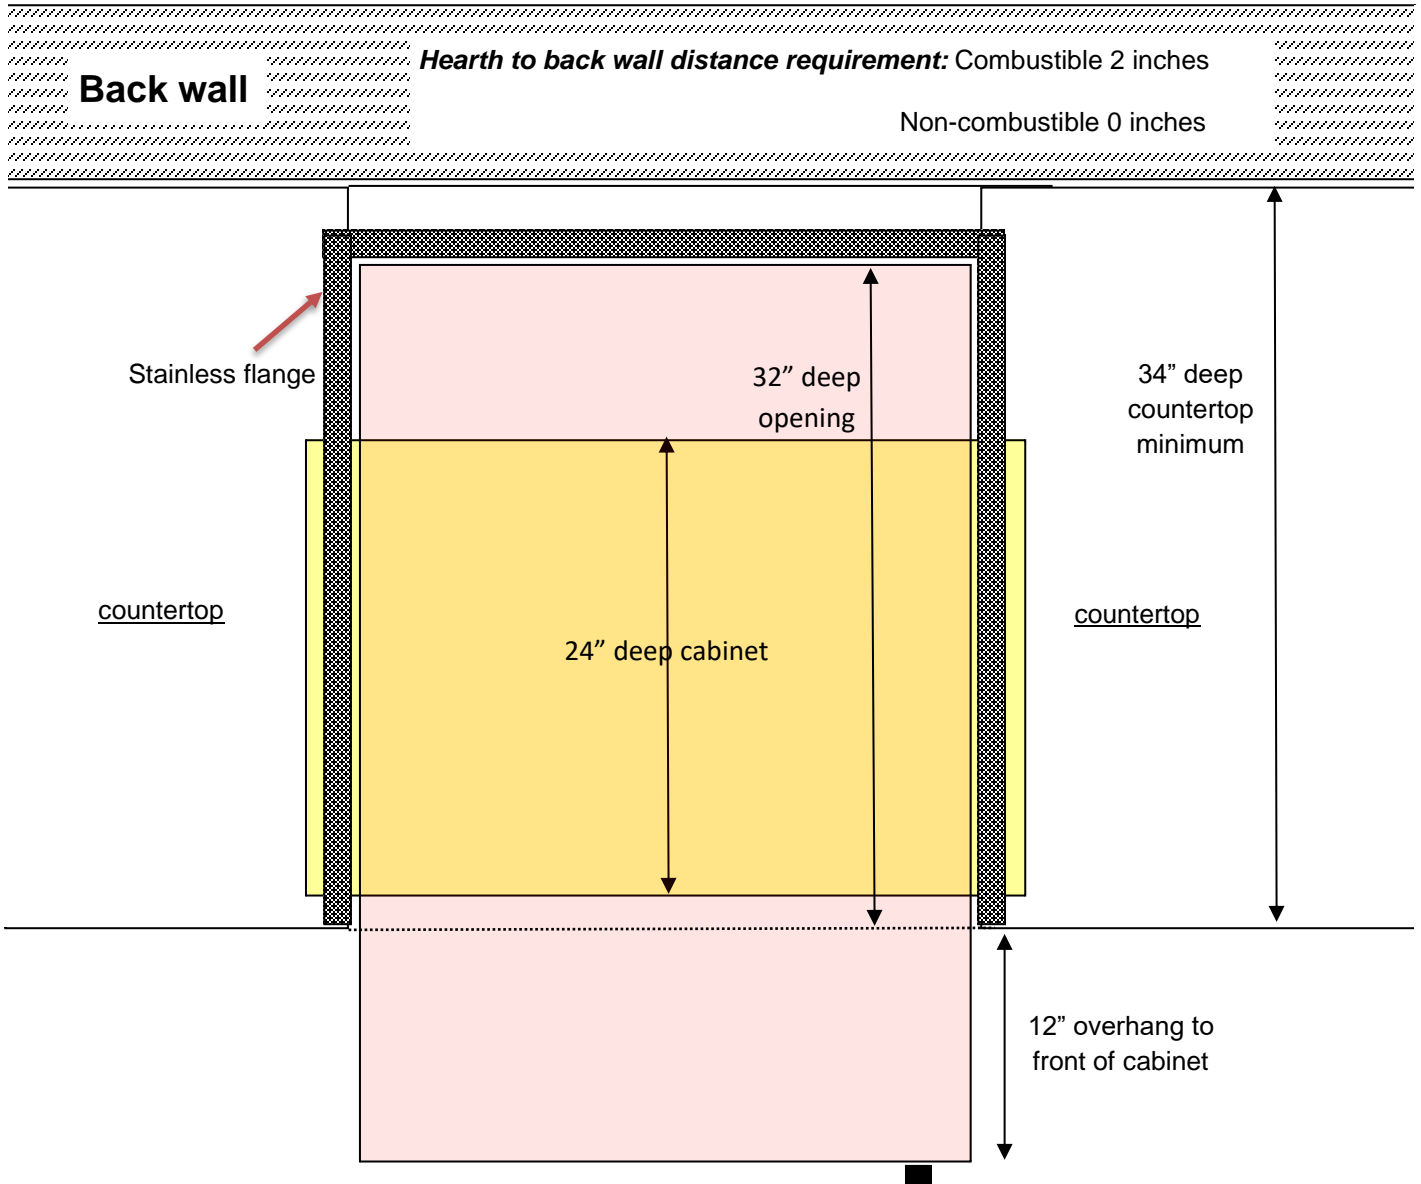 Back wall
Hearth to back wall distance requirement: Combustible 2 inches
Non-combustible 0 inches
Stainless flange
32” deep
opening
34” deep
countertop
minimum
countertop
24” deep cabinet
countertop
12” overhang to
front of cabinet